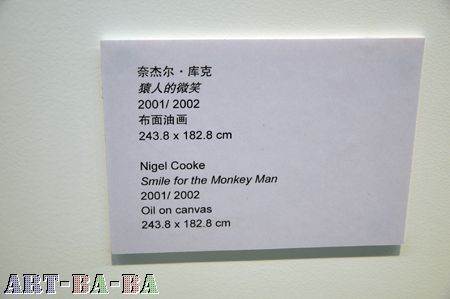 奈杰尔·库克
猿人的微笑
2001/ 2002
布面油画
243.8 x 182.8 cm
Nigel Cooke
Smile for the Monkey Man
2001/ 2002
Oil on canvas
243.8 x 182.8 cm
ART-BA-BA